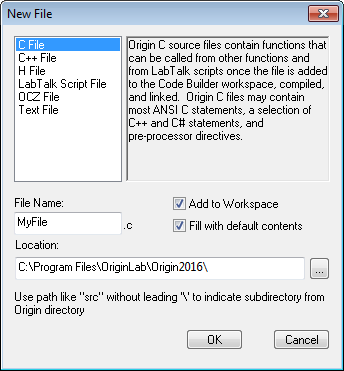 New File
C File
C++ File
H File
LabTalk Script File
OCZ File
Text File
Origin C source files contain functions that
can be called from other functions and
from LabTalk scripts once the file is added
to the Code Builder workspace, compiled,
and linked. Origin C files may contain
most ANSI C statements, a selection of
C++ and C# statements, and
pre-processor directives.
File Name:
MyFile .c
Add to Workspace
Fill with default contents
Location:
C:\Program Files\OriginLab\Origin2016\
...
Use path like "src" without leading '\' to indicate subdirectory from
Origin directory
OK
Cancel